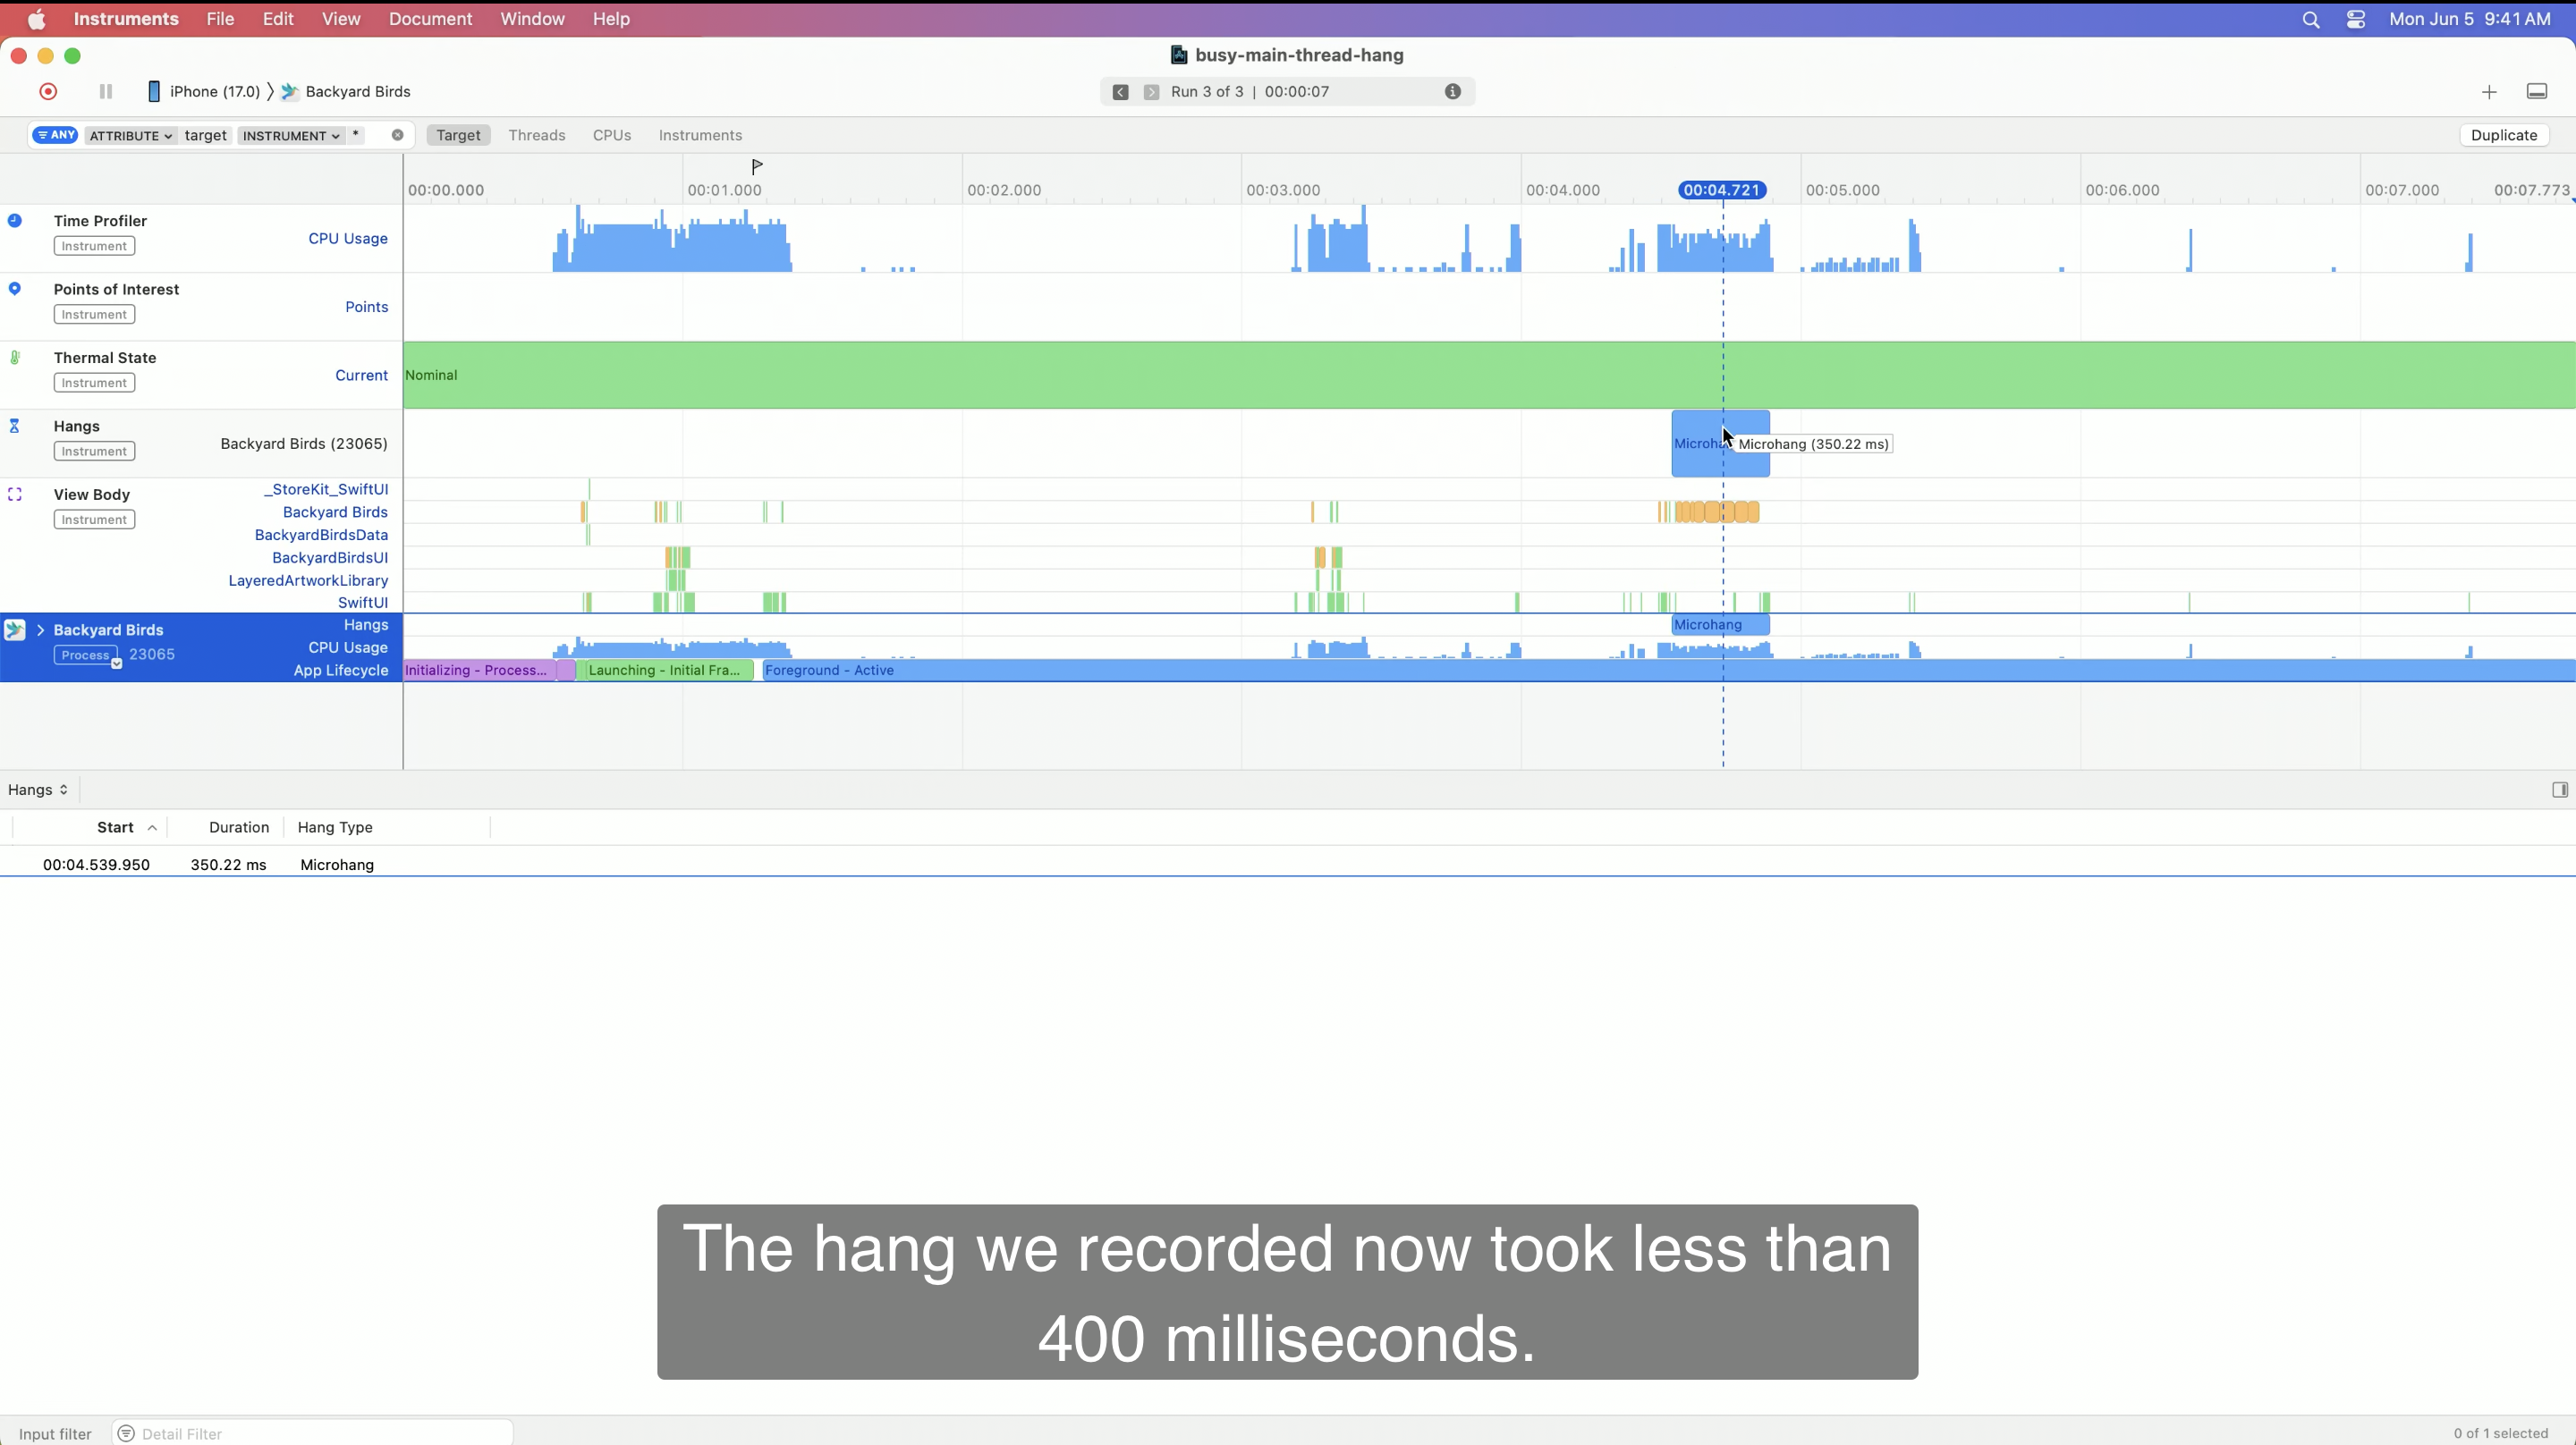 Instruments File Edit View Document Window Help Mon Jun 5 9:41 AM
busy-main-thread-hang
iPhone (17.0) Backyard Birds Run 3 of 3 | 00:00:07
ANY ATTRIBUTE target INSTRUMENT * Target Threads CPUs Instruments Duplicate
00:00.000 00:01.000 00:02.000 00:03.000 00:04.000 00:04.721 00:05.000 00:06.000 00:07.000 00:07.773
Time Profiler
Instrument
CPU Usage
Points of Interest
Instrument
Points
Thermal State
Instrument
Current
Nominal
Hangs
Instrument
Backyard Birds (23065)
Microha
Microhang (350.22 ms)
View Body
Instrument
_StoreKit_SwiftUI
Backyard Birds
BackyardBirdsData
BackyardBirdsUI
LayeredArtworkLibrary
SwiftUI
Backyard Birds
Process 23065
Hangs
Microhang
CPU Usage
App Lifecycle
Initializing - Process... Launching - Initial Fra... Foreground - Active
Hangs
Start Duration Hang Type
00:04.539.950 350.22 ms Microhang
The hang we recorded now took less than
400 milliseconds.
Input filter Detail Filter 0 of 1 selected